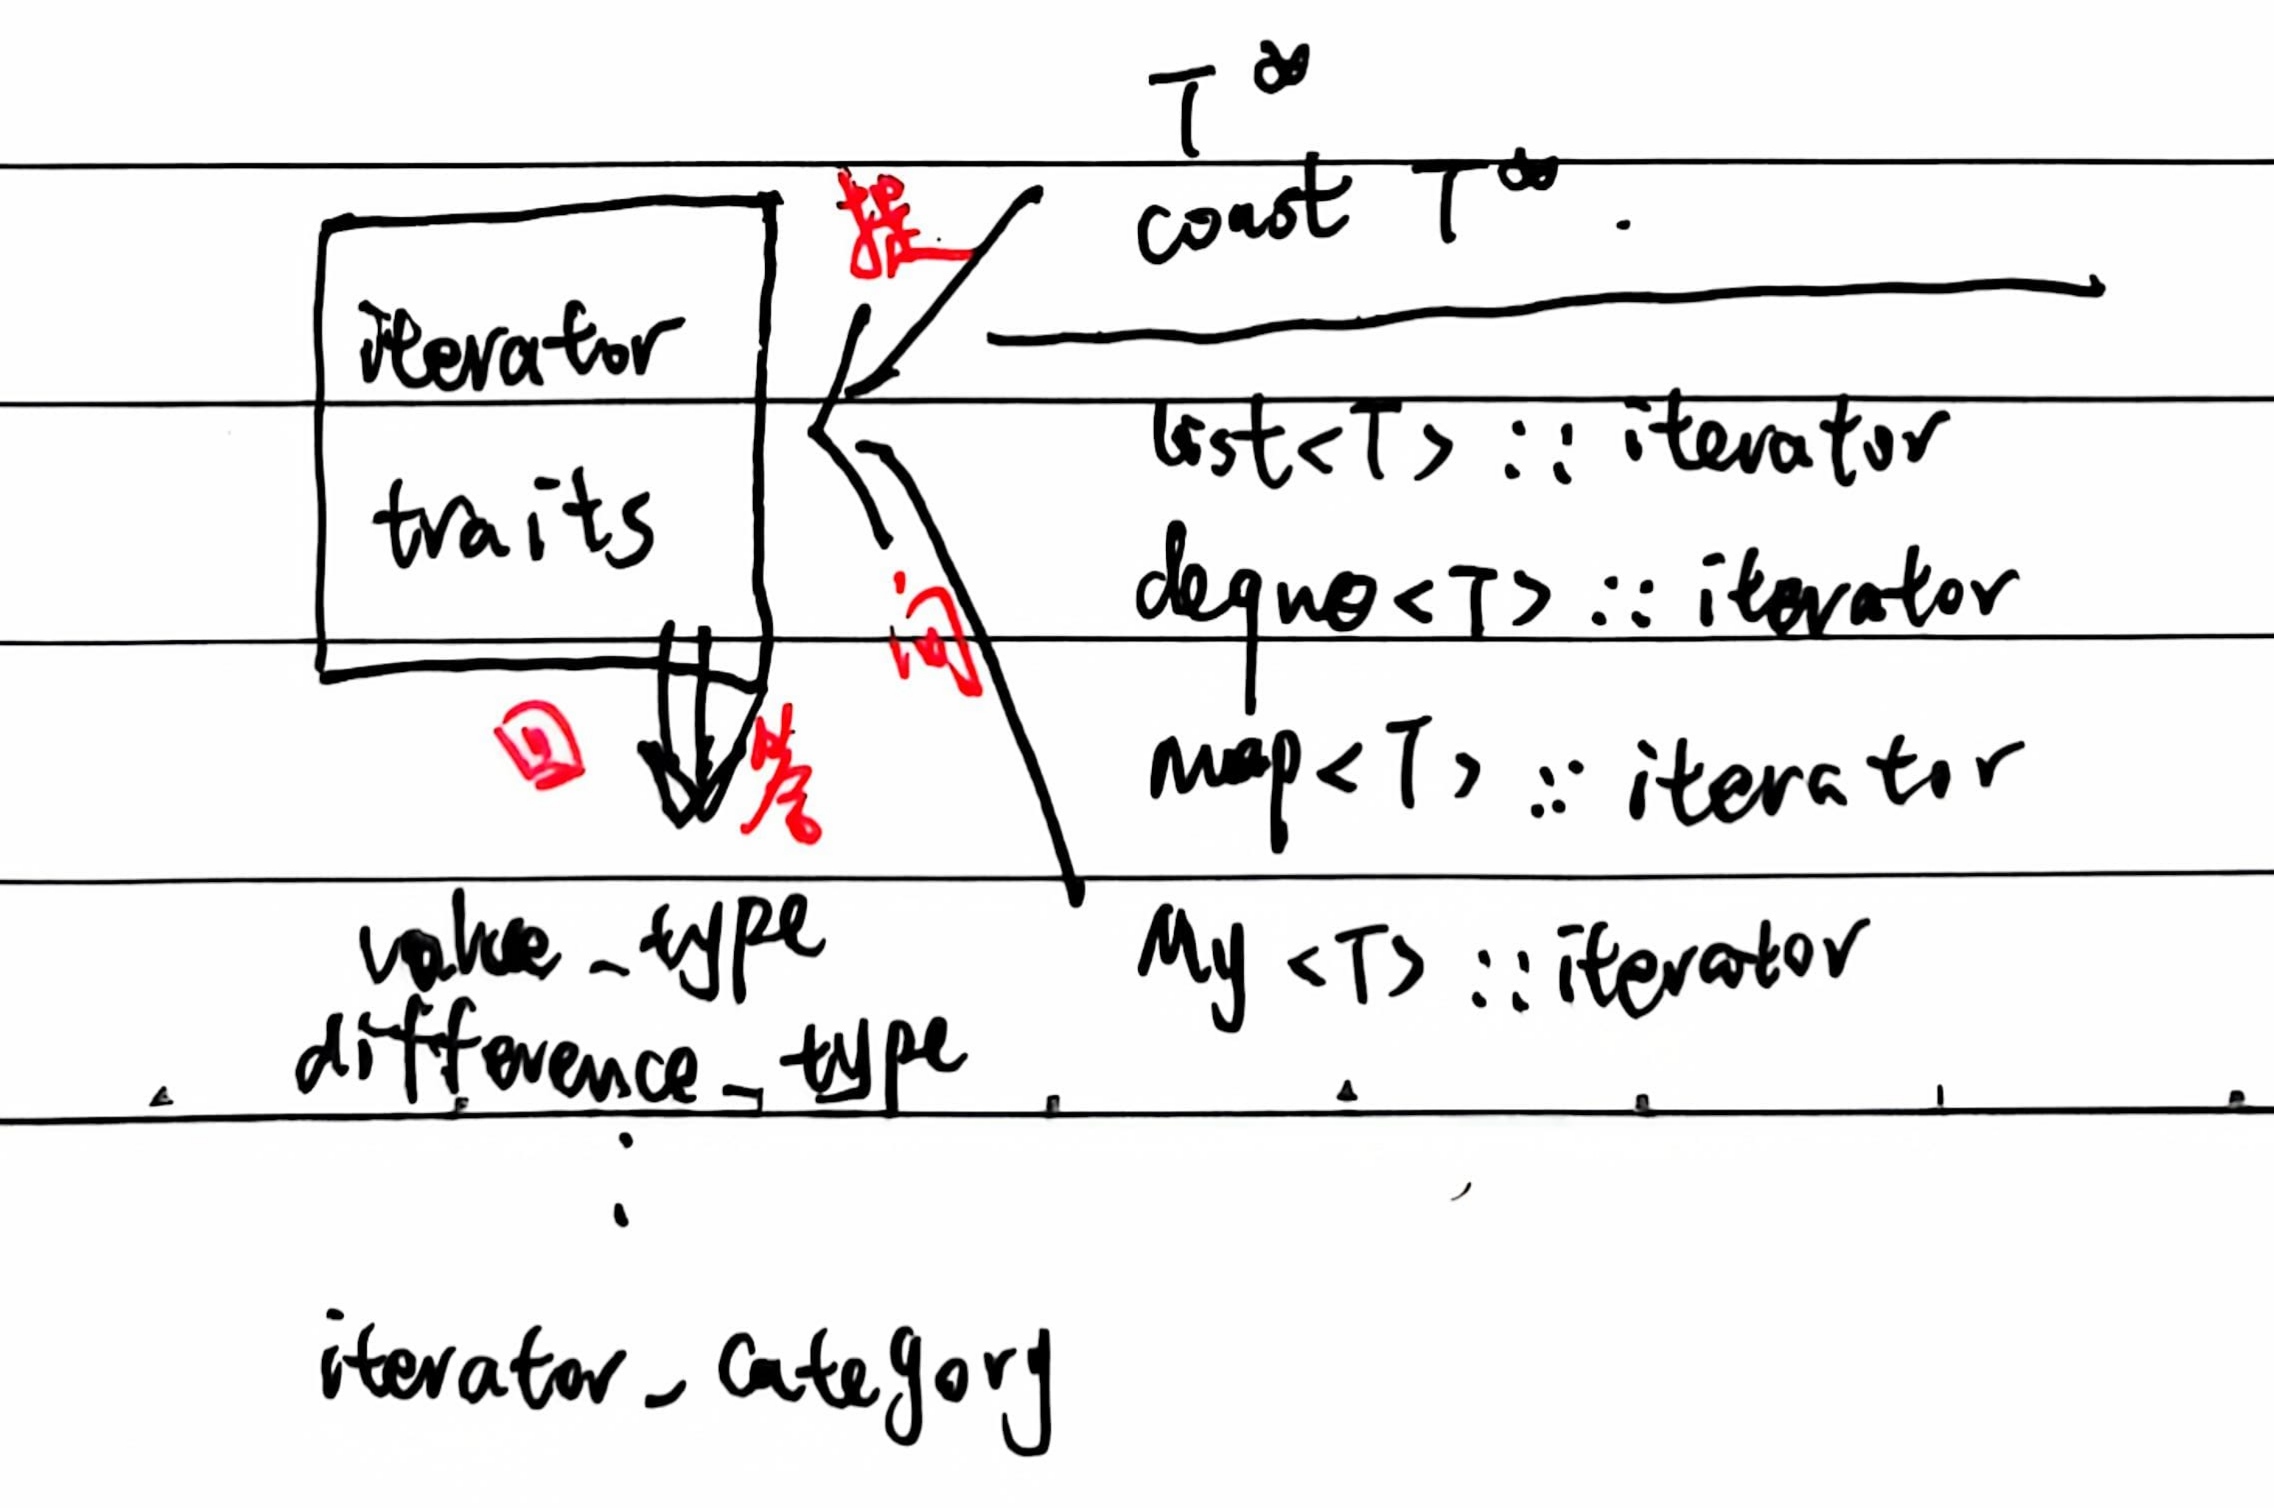 T*
const T*
iterator
traits
提问
回答
list<T>::iterator
deque<T>::iterator
map<T>::iterator
My<T>::iterator
value_type
difference_type
:
iterator_category